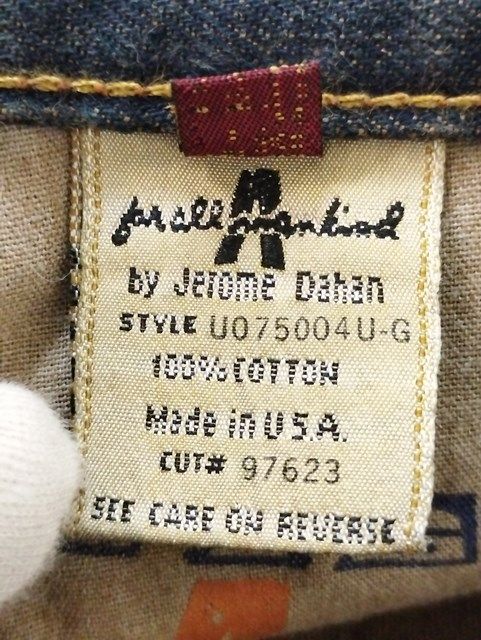 for all mankind
by Jerome Dahan
STYLE U075004U-G
100% COTTON
Made in U.S.A.
CUT# 97623
SEE CARE ON REVERSE